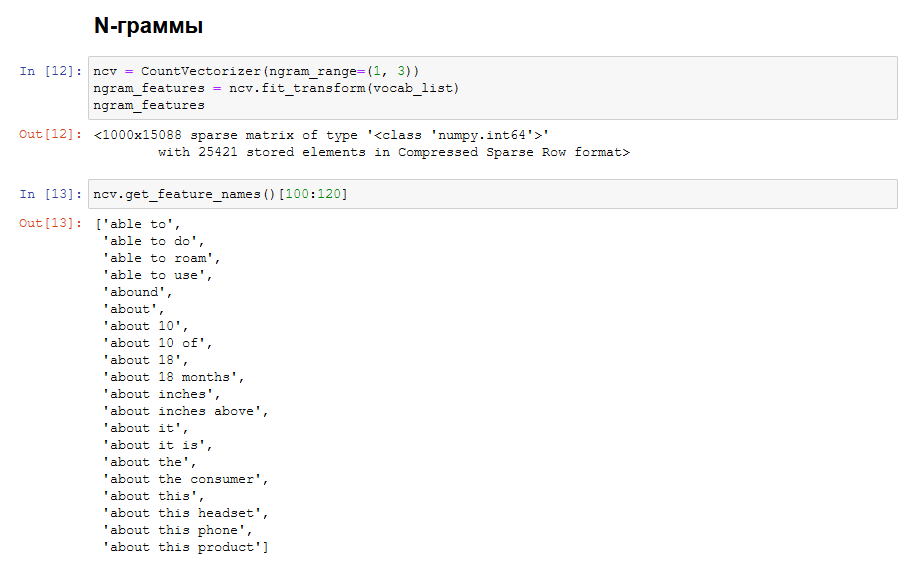 N-граммы
In [12]: ncv = CountVectorizer(ngram_range=(1, 3))
ngram_features = ncv.fit_transform(vocab_list)
ngram_features
Out[12]: <1000x15088 sparse matrix of type '<class 'numpy.int64'>'
with 25421 stored elements in Compressed Sparse Row format>
In [13]: ncv.get_feature_names()[100:120]
Out[13]: ['able to',
'able to do',
'able to roam',
'able to use',
'abound',
'about',
'about 10',
'about 10 of',
'about 18',
'about 18 months',
'about inches',
'about inches above',
'about it',
'about it is',
'about the',
'about the consumer',
'about this',
'about this headset',
'about this phone',
'about this product']